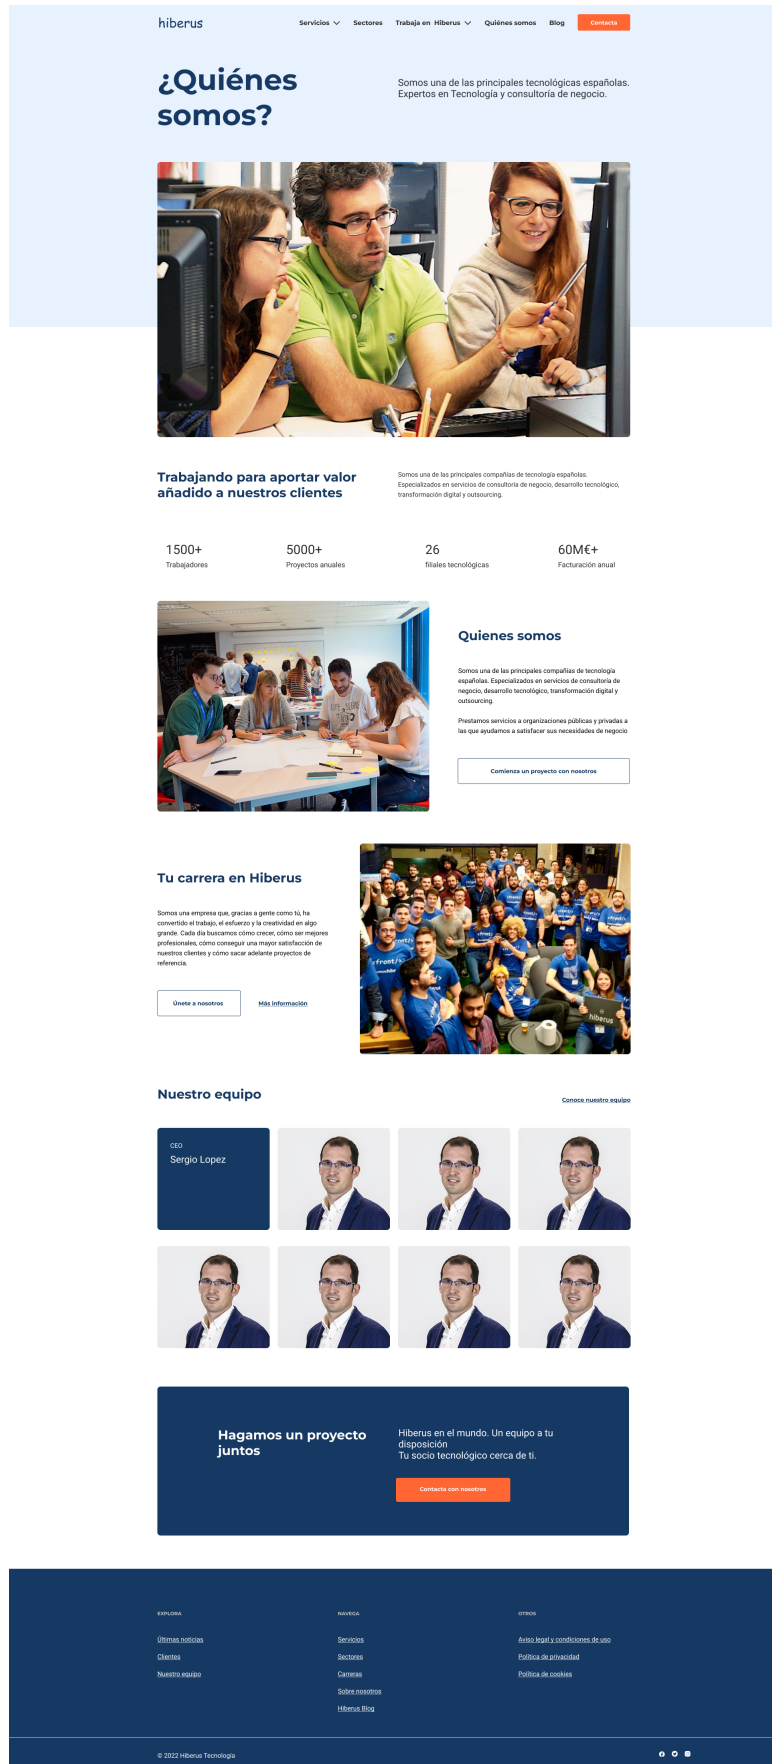 hiberus
Servicios
Sectores
Trabaja en Hiberus
Quiénes somos
Blog
Contacta
¿Quiénes
somos?
Somos una de las principales tecnológicas españolas.
Expertos en Tecnología y consultoría de negocio.
Trabajando para aportar valor
añadido a nuestros clientes
Somos una de las principales compañías de tecnología españolas.
Especializados en servicios de consultoría de negocio, desarrollo tecnológico,
transformación digital y outsourcing.
1500+
Trabajadores
5000+
Proyectos anuales
26
filiales tecnológicas
60M€+
Facturación anual
Quienes somos
Somos una de las principales compañías de tecnología
españolas. Especializados en servicios de consultoría de
negocio, desarrollo tecnológico, transformación digital y
outsourcing.
Prestamos servicios a organizaciones públicas y privadas a
las que ayudamos a satisfacer sus necesidades de negocio
Comienza un proyecto con nosotros
Tu carrera en Hiberus
Somos una empresa que, gracias a gente como tú, ha
convertido el trabajo, el esfuerzo y la creatividad en algo
grande. Cada día buscamos cómo crecer, cómo ser mejores
profesionales, cómo conseguir una mayor satisfacción de
nuestros clientes y cómo sacar adelante proyectos de
referencia.
Únete a nosotros
Más información
hiberus
Nuestro equipo
Conoce nuestro equipo
CEO
Sergio Lopez
Hagamos un proyecto
juntos
Hiberus en el mundo. Un equipo a tu
disposición
Tu socio tecnológico cerca de ti.
Contacta con nosotros
EXPLORA
Últimas noticias
Clientes
Nuestro equipo
NAVEGA
Servicios
Sectores
Carreras
Sobre nosotros
Hiberus Blog
OTROS
Aviso legal y condiciones de uso
Política de privacidad
Política de cookies
© 2022 Hiberus Tecnología